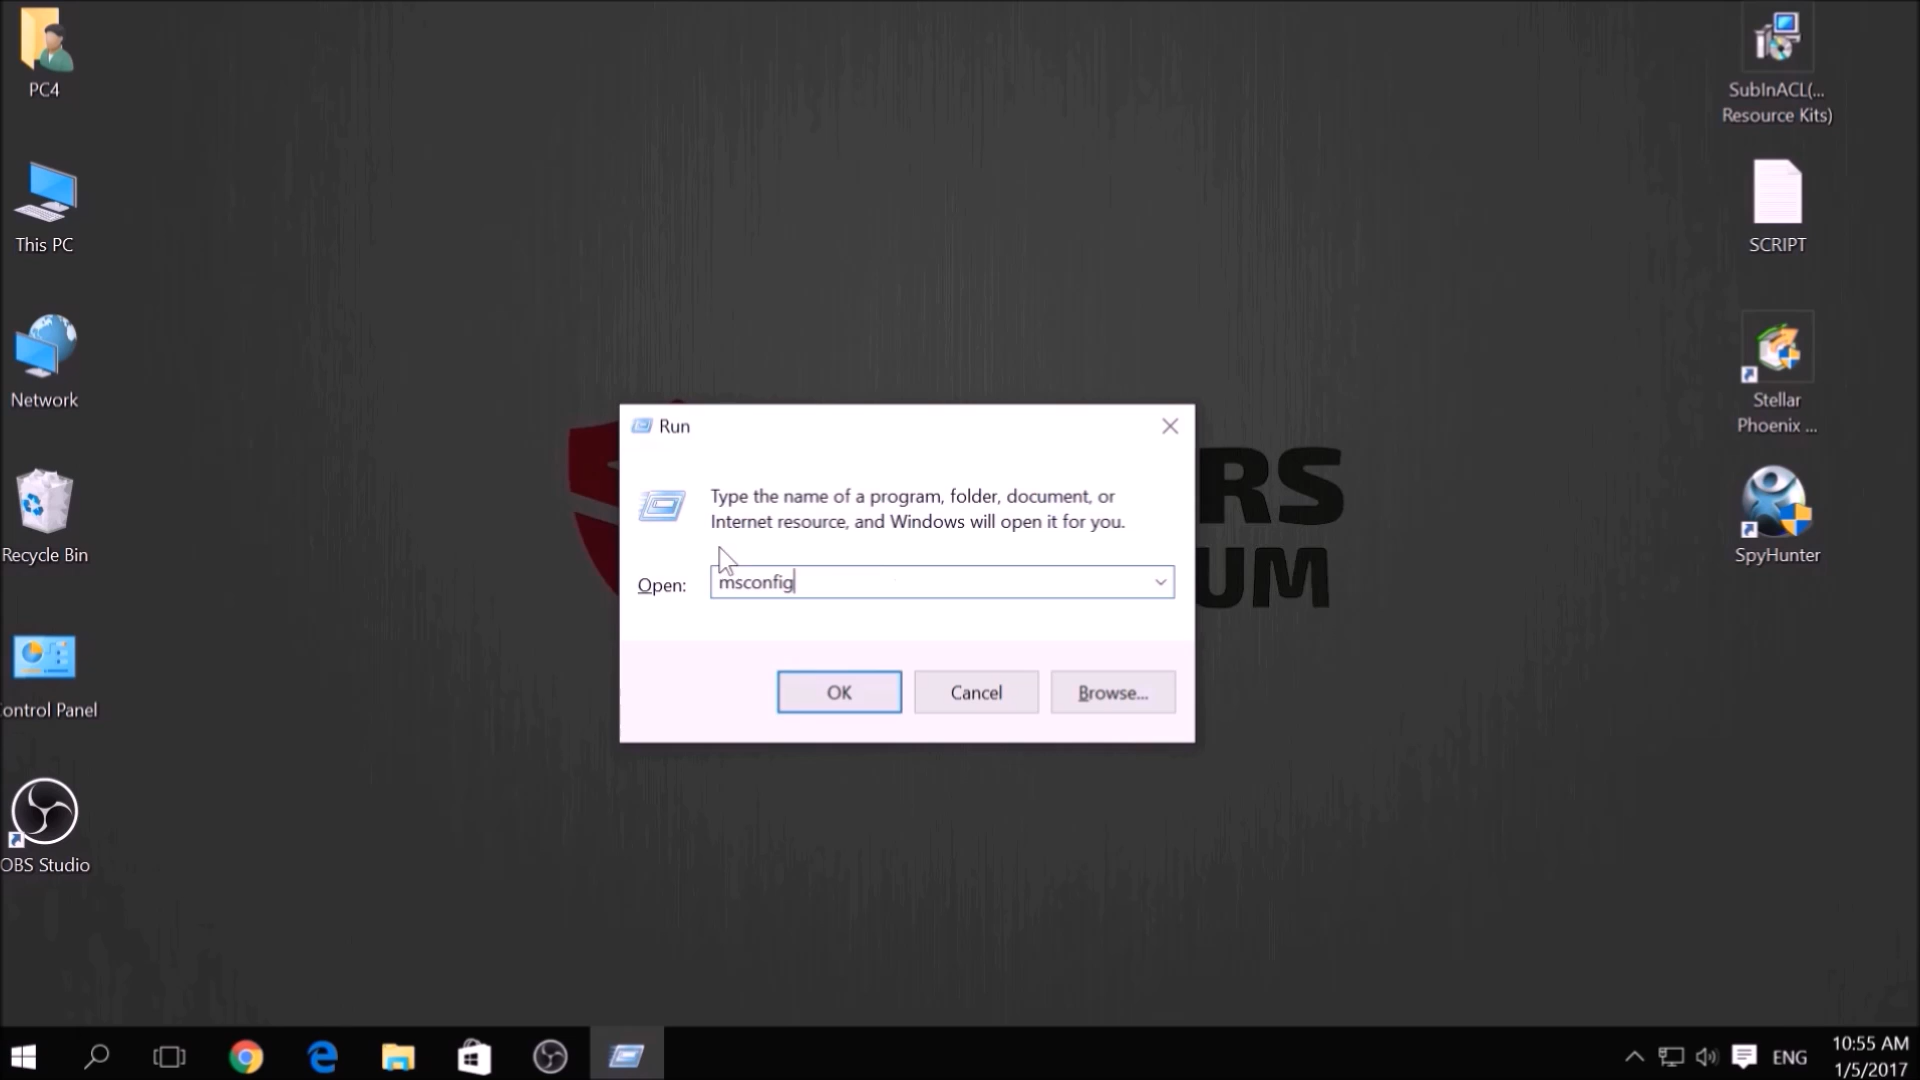 PC4
This PC
Network
Recycle Bin
ontrol Panel
OBS Studio
SubInACL(...
Resource Kits)
SCRIPT
Stellar
Phoenix ...
SpyHunter
Run
Type the name of a program, folder, document, or
Internet resource, and Windows will open it for you.
Open:
msconfig
OK
Cancel
Browse...
RS
UM
ENG
10:55 AM
1/5/2017